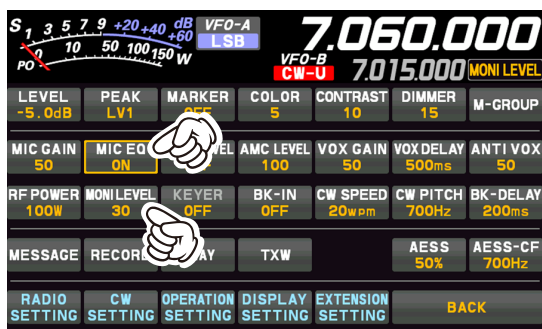 S 1 3 5 7 9 +20 +40 +60 dB
PO 0 10 50 100 150 W
VFO-A
LSB
7.060.000
VFO-B
CW-U
7.015.000
MONI LEVEL
LEVEL PEAK MARKER COLOR CONTRAST DIMMER M-GROUP
-5.0dB LV1 OFF 5 10 15
MIC GAIN MIC EQ EL AMC LEVEL VOX GAIN VOX DELAY ANTI VOX
50 ON 100 50 500ms 50
RF POWER MONI LEVEL KEYER BK-IN CW SPEED CW PITCH BK-DELAY
100W 30 OFF OFF 20wpm 700Hz 200ms
MESSAGE RECORD AY TXW AESS AESS-CF
50% 700Hz
RADIO CW OPERATION DISPLAY EXTENSION BACK
SETTING SETTING SETTING SETTING SETTING